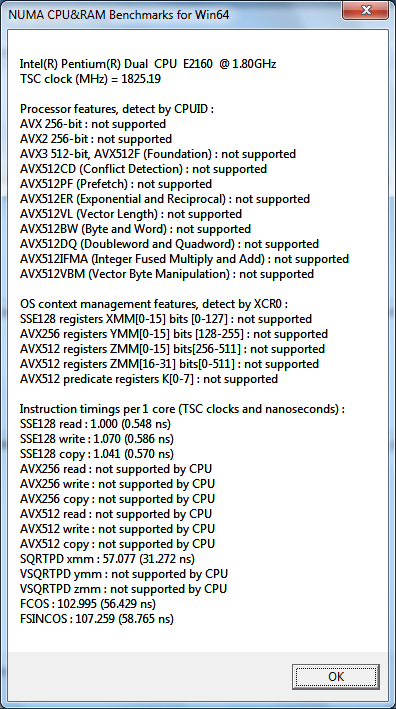 NUMA CPU&RAM Benchmarks for Win64
Intel(R) Pentium(R) Dual  CPU  E2160  @ 1.80GHz
TSC clock (MHz) = 1825.19
Processor features, detect by CPUID :
AVX 256-bit : not supported
AVX2 256-bit : not supported
AVX3 512-bit, AVX512F (Foundation) : not supported
AVX512CD (Conflict Detection) : not supported
AVX512PF (Prefetch) : not supported
AVX512ER (Exponential and Reciprocal) : not supported
AVX512VL (Vector Length) : not supported
AVX512BW (Byte and Word) : not supported
AVX512DQ (Doubleword and Quadword) : not supported
AVX512IFMA (Integer Fused Multiply and Add) : not supported
AVX512VBM (Vector Byte Manipulation) : not supported
OS context management features, detect by XCR0 :
SSE128 registers XMM[0-15] bits [0-127] : not supported
AVX256 registers YMM[0-15] bits [128-255] : not supported
AVX512 registers ZMM[0-15] bits[256-511] : not supported
AVX512 registers ZMM[16-31] bits[0-511] : not supported
AVX512 predicate registers K[0-7] : not supported
Instruction timings per 1 core (TSC clocks and nanoseconds) :
SSE128 read : 1.000 (0.548 ns)
SSE128 write : 1.070 (0.586 ns)
SSE128 copy : 1.041 (0.570 ns)
AVX256 read : not supported by CPU
AVX256 write : not supported by CPU
AVX256 copy : not supported by CPU
AVX512 read : not supported by CPU
AVX512 write : not supported by CPU
AVX512 copy : not supported by CPU
SQRTPD xmm : 57.077 (31.272 ns)
VSQRTPD ymm : not supported by CPU
VSQRTPD zmm : not supported by CPU
FCOS : 102.995 (56.429 ns)
FSINCOS : 107.259 (58.765 ns)
OK